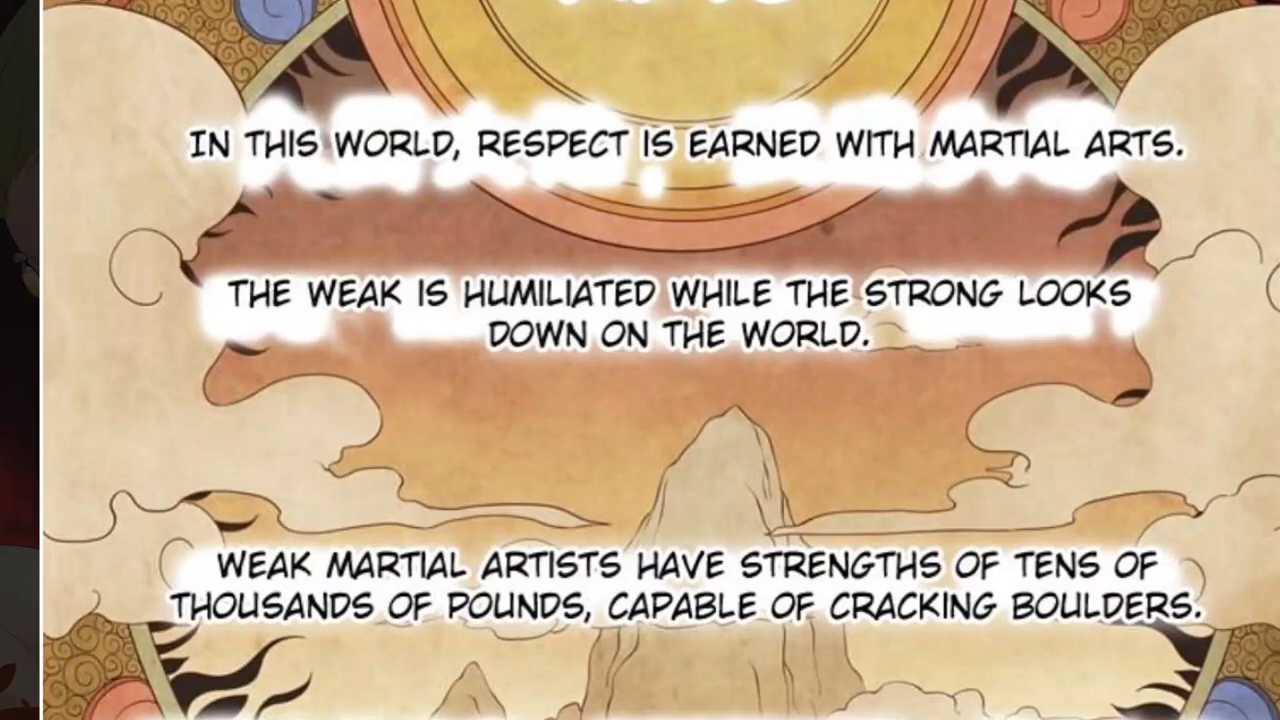 IN THIS WORLD, RESPECT IS EARNED WITH MARTIAL ARTS.
THE WEAK IS HUMILIATED WHILE THE STRONG LOOKS
DOWN ON THE WORLD.
WEAK MARTIAL ARTISTS HAVE STRENGTHS OF TENS OF
THOUSANDS OF POUNDS, CAPABLE OF CRACKING BOULDERS.